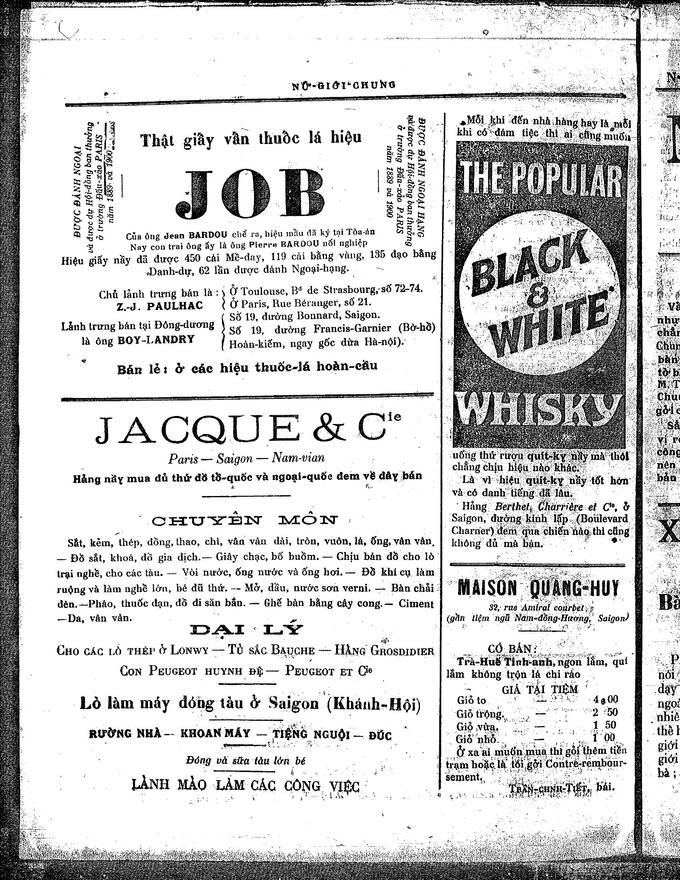 NỮ-GIỚI-CHUNG
ĐƯỢC ĐÁNH NGOẠI
và được dự Hội-đồng ban thưởng
ở trường Đấu-xảo PARIS
năm 1889 và 1900
Thật giấy vấn thuốc lá hiệu
JOB
ĐƯỢC ĐÁNH NGOẠI HẠNG
và được dự Hội-đồng ban thưởng
ở trường Đấu-xảo PARIS
năm 1889 và 1900
Của ông Jean BARDOU chế ra, hiệu mẫu đã ký tại Tòa-án
Nay con trai ông ấy là ông Pierre BARDOU nối nghiệp
Hiệu giấy nầy đã được 450 cái Mề-đay, 119 cái bằng vàng, 135 đạo bằng
Danh-dự, 62 lần được đánh Ngoại-hạng.
Chủ lãnh trưng bán là :
Z.-J. PAULHAC
Lãnh trưng bán tại Đông-dương
là ông BOY-LANDRY
Ở Toulouse, Bd de Strasbourg, số 72-74.
Ở Paris, Rue Béranger, số 21.
Số 19, đường Bonnard, Saigon.
Số 19, đường Francis-Garnier (Bờ-hồ)
Hoàn-kiếm, ngay gốc dừa Hà-nội).
Bán lẻ : ở các hiệu thuốc-lá hoàn-cầu
JACQUE & Cie
Paris — Saigon — Nam-vian
Hảng nầy mua đủ thứ đồ tổ-quốc và ngoại-quốc đem về đây bán
CHUYÊN MÔN
Sắt, kẽm, thép, đồng, thao, chì, vân vân dài, tròn, vuôn, lá, ống, vân vân
— Đồ sắt, khoá, đồ gia dịch. — Giây chạc, bố buồm. — Chịu bán đồ cho lò
trại nghề, cho các tàu. — Vòi nước, ống nước và ống hơi. — Đồ khí cụ làm
ruộng và làm nghề lớn, bé đủ thứ. — Mở, dầu, nước sơn verni. — Bàn chải
đèn. — Pháo, thuốc đạn, đồ đi săn bắn. — Ghế bàn bằng cây cong. — Ciment
— Da, vân vân.
ĐẠI LÝ
CHO CÁC LÒ THÉP Ở LONWY — TỦ SẮC BAUCHE — HÃNG GROSDIDIER
CON PEUGEOT HUYNH ĐỆ — PEUGEOT ET Cie
Lò làm máy đóng tàu ở Saigon (Khánh-Hội)
RƯỜNG NHÀ — KHOAN MÁY — TIỆNG NGUỘI — ĐÚC
Đóng và sữa tàu lớn bé
LÃNH MÃO LÀM CÁC CÔNG VIỆC
Mỗi khi đến nhà hàng hay là mỗi
khi có đám tiệc thì ai cũng muốn
THE POPULAR
BLACK
&
WHITE
WHISKY
uống thứ rượu quít-kỵ nầy mà thôi
chẳng chịu hiệu nào khác.
Là vì hiệu quít-kỵ nầy tốt hơn
và có danh tiếng đã lâu.
Hảng Berthet, Charrière et Cie, ở
Saigon, đường kinh lấp (Boulevard
Charner) đem qua chiến nào thì cũng
không đủ mà bán.
MAISON QUANG-HUY
32, rue Amiral courbet
(gần tiệm ngũ Nam-đồng-Hương, Saigon)
CÓ BÁN :
Trà-Huế Tinh-anh, ngon lắm, quí
lắm không trộn lá chi ráo
GIÁ TẠI TIỆM
Giỏ to — 4$00
Giỏ trộng. — 2 50
Giỏ vừa. — 1 50
Giỏ nhỏ. — 1 00
Ở xa ai muốn mua thì gởi thêm tiền
trạm hoặc là tôi gởi Contre-rembour-
sement.
TRẦN-CHNH-TIẾT, bái.